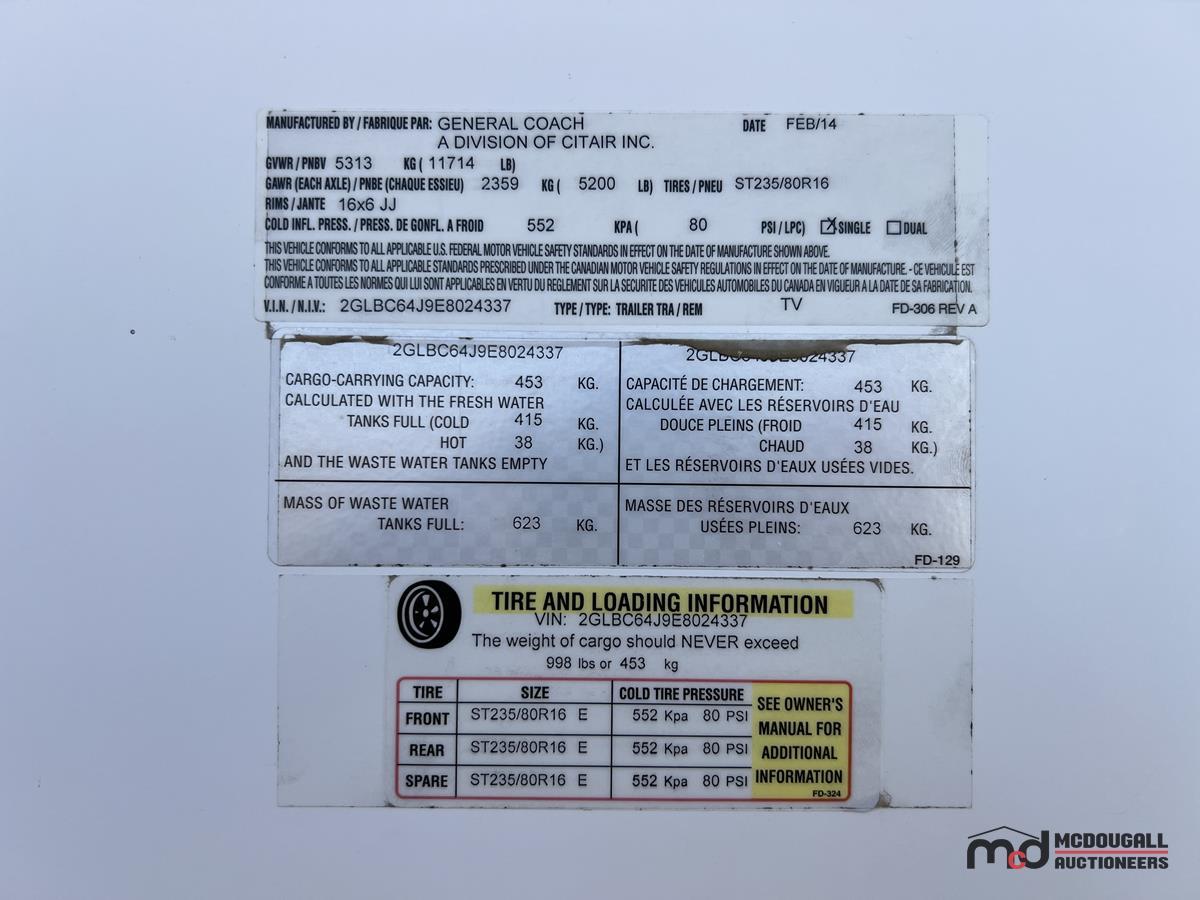 MANUFACTURED BY / FABRIQUE PAR: GENERAL COACH DATE FEB/14
A DIVISION OF CITAIR INC.
GVWR / PNBV 5313 KG ( 11714 LB)
GAWR (EACH AXLE) / PNBE (CHAQUE ESSIEU) 2359 KG ( 5200 LB) TIRES / PNEU ST235/80R16
RIMS / JANTE 16x6 JJ
COLD INFL. PRESS. / PRESS. DE GONFL. A FROID 552 KPA ( 80 PSI / LPC) X SINGLE DUAL
THIS VEHICLE CONFORMS TO ALL APPLICABLE U.S. FEDERAL MOTOR VEHICLE SAFETY STANDARDS IN EFFECT ON THE DATE OF MANUFACTURE SHOWN ABOVE.
THIS VEHICLE CONFORMS TO ALL APPLICABLE STANDARDS PRESCRIBED UNDER THE CANADIAN MOTOR VEHICLE SAFETY REGULATIONS IN EFFECT ON THE DATE OF MANUFACTURE. - CE VEHICULE EST
CONFORME A TOUTES LES NORMES QUI LUI SONT APPLICABLES EN VERTU DU REGLEMENT SUR LA SECURITE DES VEHICULES AUTOMOBILES DU CANADA EN VIGUEUR A LA DATE DE SA FABRICATION.
V.I.N. / N.I.V.: 2GLBC64J9E8024337 TYPE / TYPE: TRAILER TRA / REM TV FD-306 REV A
2GLBC64J9E8024337
CARGO-CARRYING CAPACITY: 453 KG.
CALCULATED WITH THE FRESH WATER
TANKS FULL (COLD 415 KG.
HOT 38 KG.)
AND THE WASTE WATER TANKS EMPTY
MASS OF WASTE WATER
TANKS FULL: 623 KG.
2GLBC64J9E8024337
CAPACITÉ DE CHARGEMENT: 453 KG.
CALCULÉE AVEC LES RÉSERVOIRS D'EAU
DOUCE PLEINS (FROID 415 KG.
CHAUD 38 KG.)
ET LES RÉSERVOIRS D'EAUX USÉES VIDES.
MASSE DES RÉSERVOIRS D'EAUX
USÉES PLEINS: 623 KG.
FD-129
TIRE AND LOADING INFORMATION
VIN: 2GLBC64J9E8024337
The weight of cargo should NEVER exceed
998 lbs or 453 kg
TIRE SIZE COLD TIRE PRESSURE
FRONT ST235/80R16 E 552 Kpa 80 PSI
REAR ST235/80R16 E 552 Kpa 80 PSI
SPARE ST235/80R16 E 552 Kpa 80 PSI
SEE OWNER'S
MANUAL FOR
ADDITIONAL
INFORMATION
FD-324
mcd MCDOUGALL
AUCTIONEERS